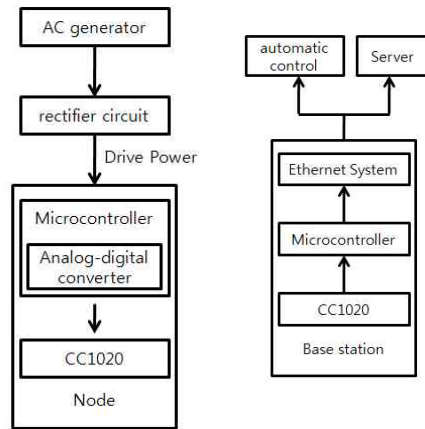 AC generator
rectifier circuit
Drive Power
Microcontroller
Analog-digital
converter
CC1020
Node
automatic
control
Server
Ethernet System
Microcontroller
CC1020
Base station